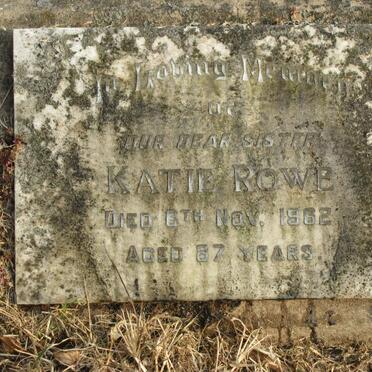 In Loving Memory
OF
OUR DEAR SISTER
KATIE ROWE
DIED 6TH NOV. 1962
AGED 67 YEARS